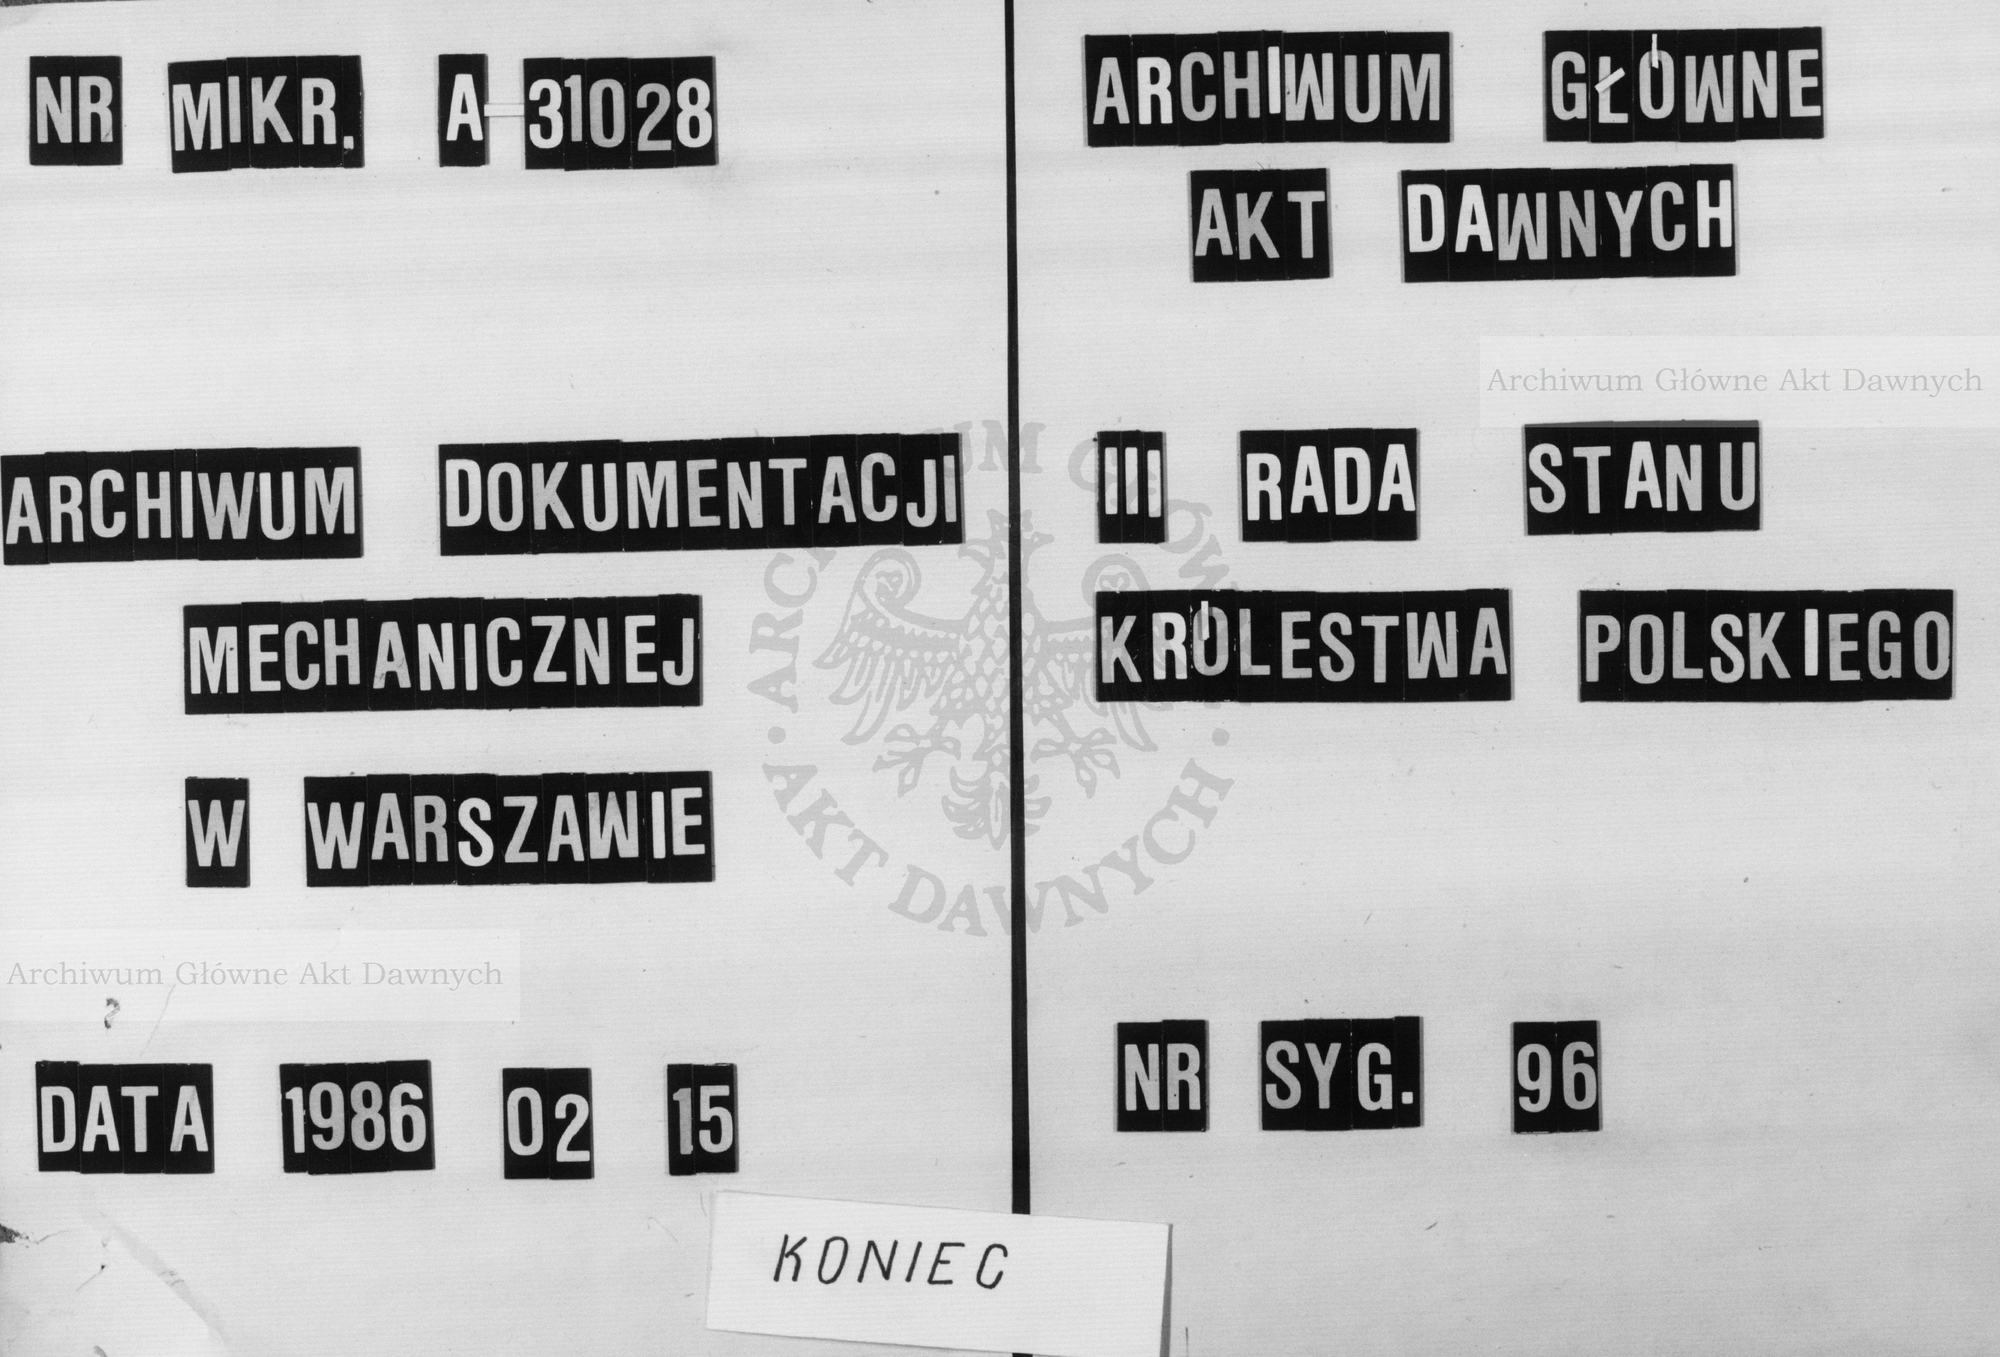 NR MIKR. A-31028
ARCHIWUM DOKUMENTACJI
MECHANICZNEJ
W WARSZAWIE
Archiwum Główne Akt Dawnych
DATA 1986 02 15
ARCHIWUM GŁÓWNE
AKT DAWNYCH
Archiwum Główne Akt Dawnych
III RADA STANU
KRÓLESTWA POLSKIEGO
NR SYG. 96
KONIEC
ARCHIWUM GŁÓWNE
· AKT DAWNYCH ·